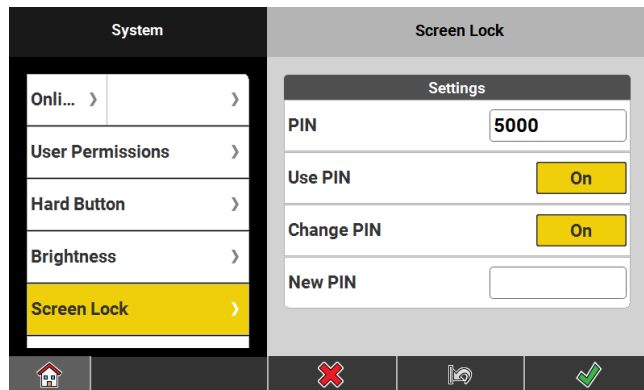 System
Screen Lock
Onli...
User Permissions
Hard Button
Brightness
Screen Lock
Settings
PIN 5000
Use PIN On
Change PIN On
New PIN